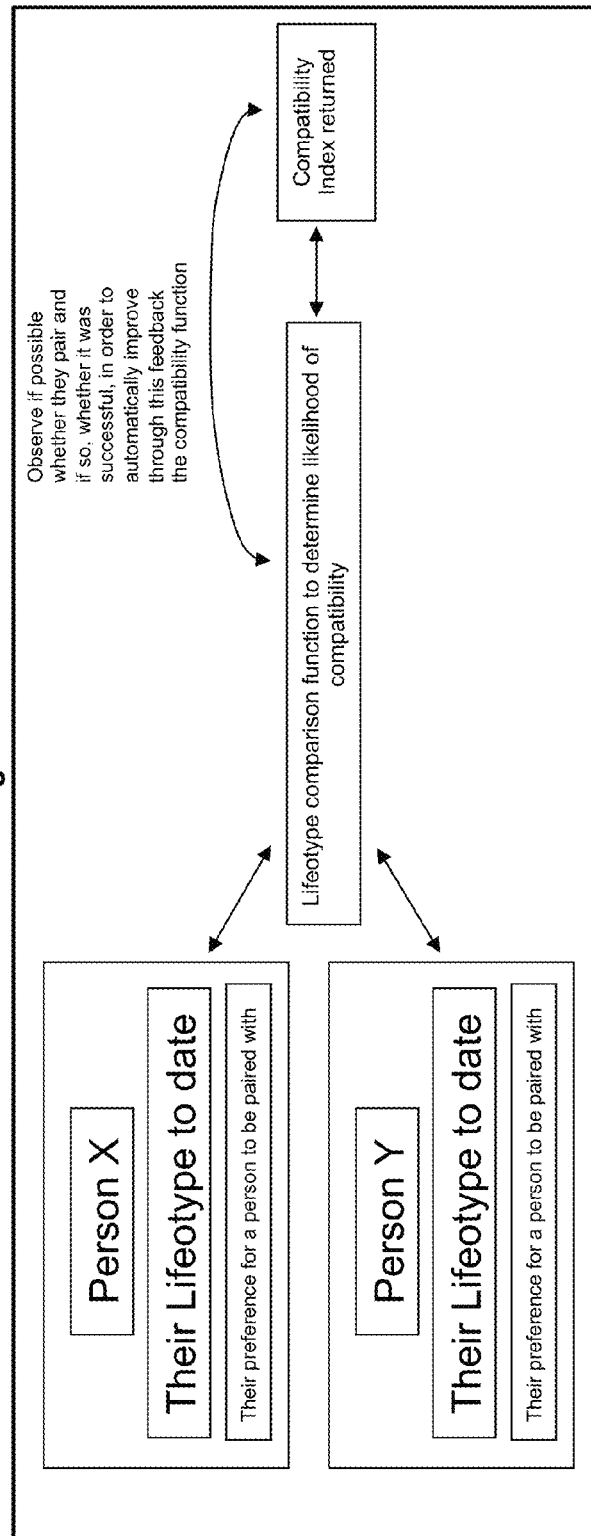 Person X
Their Lifeotype to date
Their preference for a person to be paired with
Person Y
Their Lifeotype to date
Their preference for a person to be paired with
Lifeotype comparison function to determine likelihood of
compatibility
Observe if possible
whether they pair and
if so, whether it was
successful, in order to
automatically improve
through this feedback
the compatibility function
Compatibility
Index returned